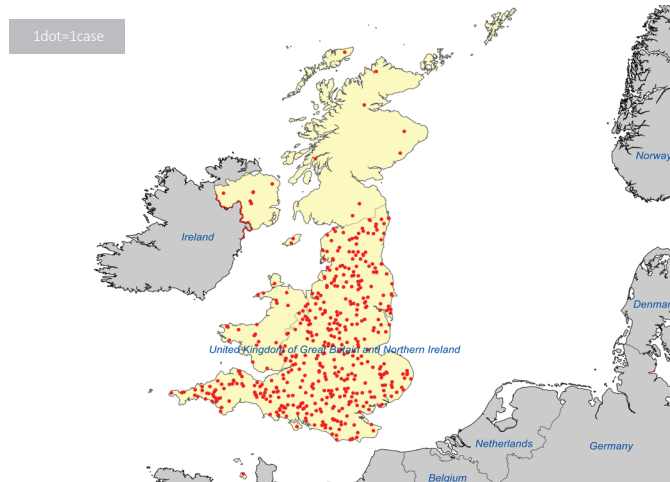 1dot=1case
Norway
Ireland
Denmar
United Kingdom of Great Britain and Northern Ireland
Netherlands
Germany
Belgium